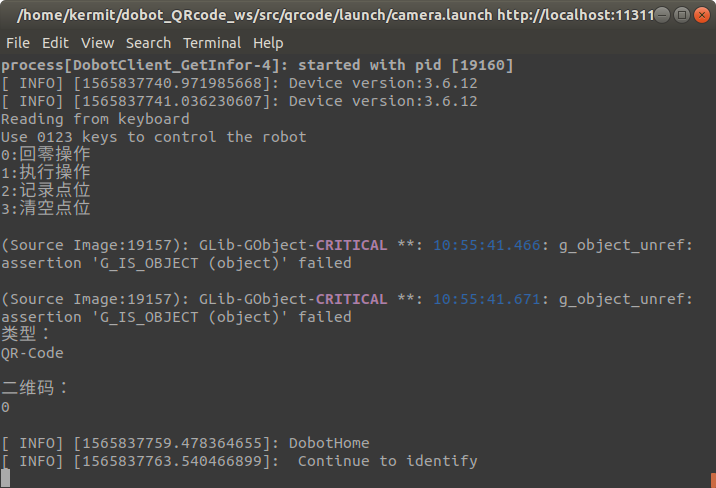 /home/kermit/dobot_QRcode_ws/src/qrcode/launch/camera.launch http://localhost:11311
File Edit View Search Terminal Help
process[DobotClient_GetInfor-4]: started with pid [19160]
[ INFO] [1565837740.971985668]: Device version:3.6.12
[ INFO] [1565837741.036230607]: Device version:3.6.12
Reading from keyboard
Use 0123 keys to control the robot
0:回零操作
1:执行操作
2:记录点位
3:清空点位
(Source Image:19157): GLib-GObject-CRITICAL **: 10:55:41.466: g_object_unref:
assertion 'G_IS_OBJECT (object)' failed
(Source Image:19157): GLib-GObject-CRITICAL **: 10:55:41.671: g_object_unref:
assertion 'G_IS_OBJECT (object)' failed
类型：
QR-Code
二维码：
0
[ INFO] [1565837759.478364655]: DobotHome
[ INFO] [1565837763.540466899]:  Continue to identify